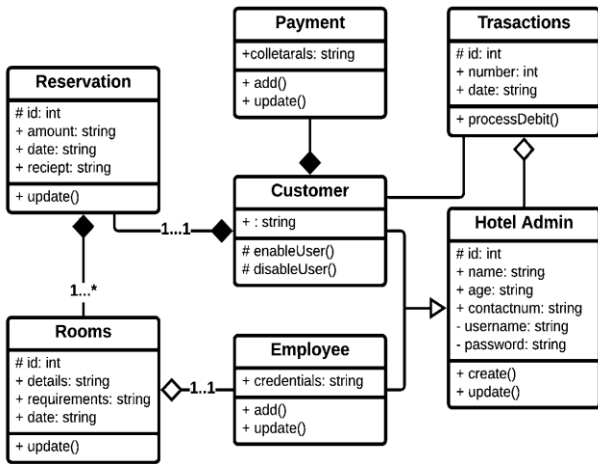 Payment
+colletarals: string
+ add()
+ update()
Trasactions
# id: int
+ number: int
+ date: string
+ processDebit()
Reservation
# id: int
+ amount: string
+ date: string
+ reciept: string
+ update()
Customer
+ : string
# enableUser()
# disableUser()
1...1
Hotel Admin
# id: int
+ name: string
+ age: string
+ contactnum: string
- username: string
- password: string
+ create()
+ update()
1...*
Rooms
# id: int
+ details: string
+ requirements: string
+ date: string
+ update()
1..1
Employee
+ credentials: string
+ add()
+ update()